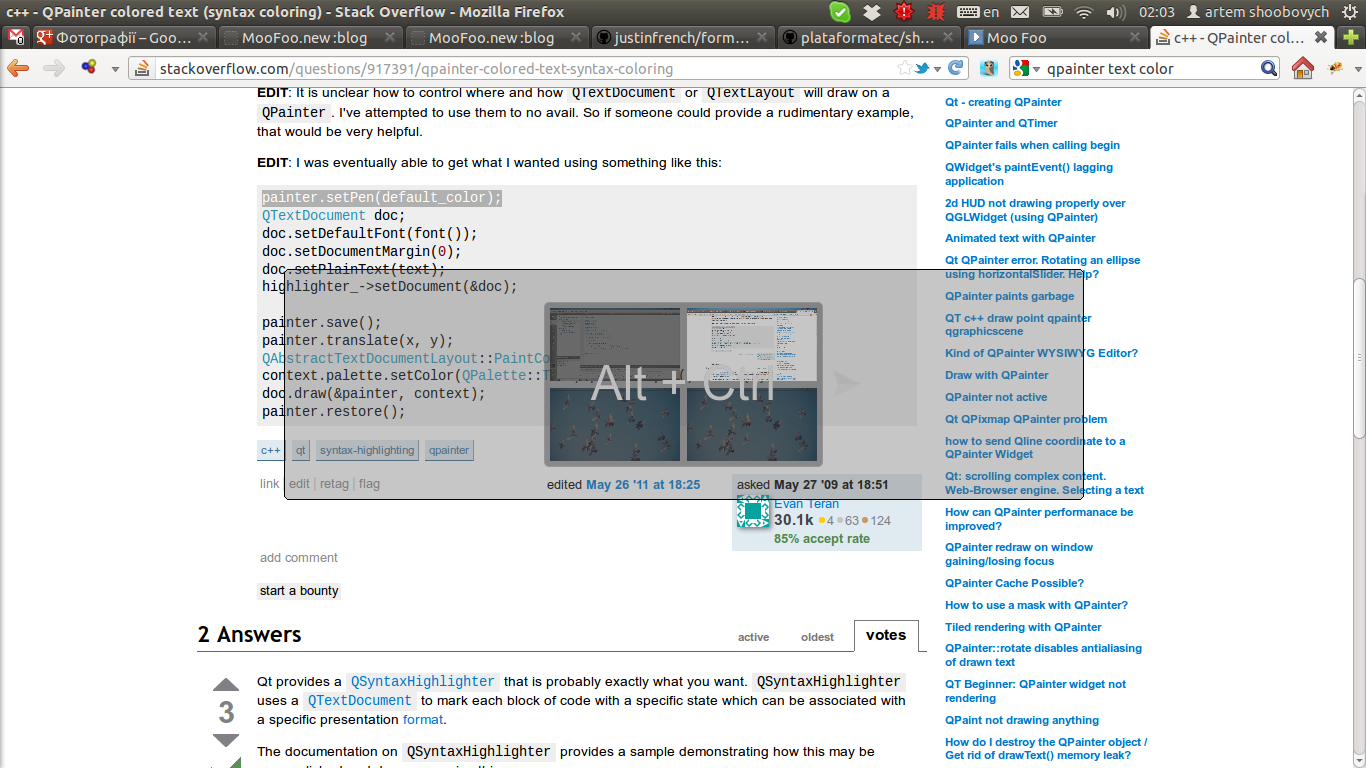 c++ - QPainter colored text (syntax coloring) - Stack Overflow - Mozilla Firefox
en
02:03
artem shoobovych
Фотографії – Goo...
MooFoo.new :blog
MooFoo.new :blog
justinfrench/form...
plataformatec/sh...
Moo Foo
c++ - QPainter col...
stackoverflow.com/questions/917391/qpainter-colored-text-syntax-coloring
qpainter text color
EDIT: It is unclear how to control where and how QTextDocument or QTextLayout will draw on a
QPainter. I've attempted to use them to no avail. So if someone could provide a rudimentary example,
that would be very helpful.
EDIT: I was eventually able to get what I wanted using something like this:
painter.setPen(default_color);
QTextDocument doc;
doc.setDefaultFont(font());
doc.setDocumentMargin(0);
doc.setPlainText(text);
highlighter_->setDocument(&doc);
painter.save();
painter.translate(x, y);
QAbstractTextDocumentLayout::PaintCo
context.palette.setColor(QPalette::T
doc.draw(&painter, context);
painter.restore();
Alt + Ctrl
c++
qt
syntax-highlighting
qpainter
link | edit | retag | flag
edited May 26 '11 at 18:25
asked May 27 '09 at 18:51
Evan Teran
30.1k 4 63 124
85% accept rate
add comment
start a bounty
2 Answers
active
oldest
votes
3
Qt provides a QSyntaxHighlighter that is probably exactly what you want. QSyntaxHighlighter
uses a QTextDocument to mark each block of code with a specific state which can be associated with
a specific presentation format.
The documentation on QSyntaxHighlighter provides a sample demonstrating how this may be
Qt - creating QPainter
QPainter and QTimer
QPainter fails when calling begin
QWidget's paintEvent() lagging
application
2d HUD not drawing properly over
QGLWidget (using QPainter)
Animated text with QPainter
Qt QPainter error. Rotating an ellipse
using horizontalSlider. Help?
QPainter paints garbage
QT c++ draw point qpainter
qgraphicscene
Kind of QPainter WYSIWYG Editor?
Draw with QPainter
QPainter not active
Qt QPixmap QPainter problem
how to send Qline coordinate to a
QPainter Widget
Qt: scrolling complex content.
Web-Browser engine. Selecting a text
How can QPainter performanace be
improved?
QPainter redraw on window
gaining/losing focus
QPainter Cache Possible?
How to use a mask with QPainter?
Tiled rendering with QPainter
QPainter::rotate disables antialiasing
of drawn text
QT Beginner: QPainter widget not
rendering
QPaint not drawing anything
How do I destroy the QPainter object /
Get rid of drawText() memory leak?